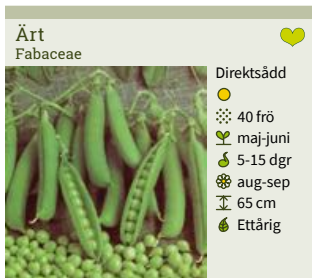 Ärt
Fabaceae
Direktsådd
40 frö
maj-juni
5-15 dgr
aug-sep
65 cm
Ettårig